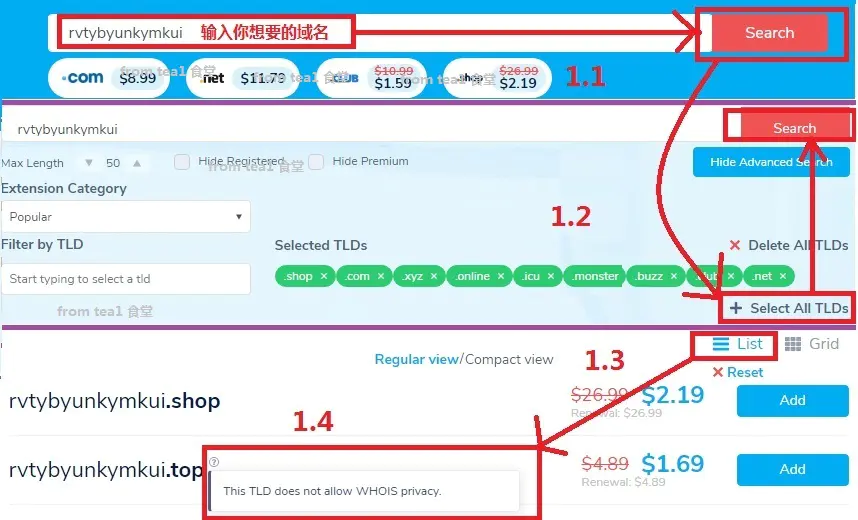 rvtybyunkymkui 输入你想要的域名 Search
.com $8.99 .net $11.79 .CLUB $10.99 $1.59 .shop $26.99 $2.19 1.1
from tea1 食堂 from tea1 食堂 from tea1 食堂
rvtybyunkymkui Search
Max Length 50 Hide Registered Hide Premium Hide Advanced Search
from tea1 食堂
Extension Category
Popular 1.2
Filter by TLD Selected TLDs Delete All TLDs
Start typing to select a tld .shop × .com × .xyz × .online × .icu × .monster .buzz × × .net ×
from tea1 食堂 + Select All TLDs
Regular view/Compact view 1.3 List Grid
× Reset
rvtybyunkymkui.shop $26.99 $2.19 Add
Renewal: $26.99
1.4
rvtybyunkymkui.top ? $4.89 $1.69 Add
Renewal: $4.89
This TLD does not allow WHOIS privacy.